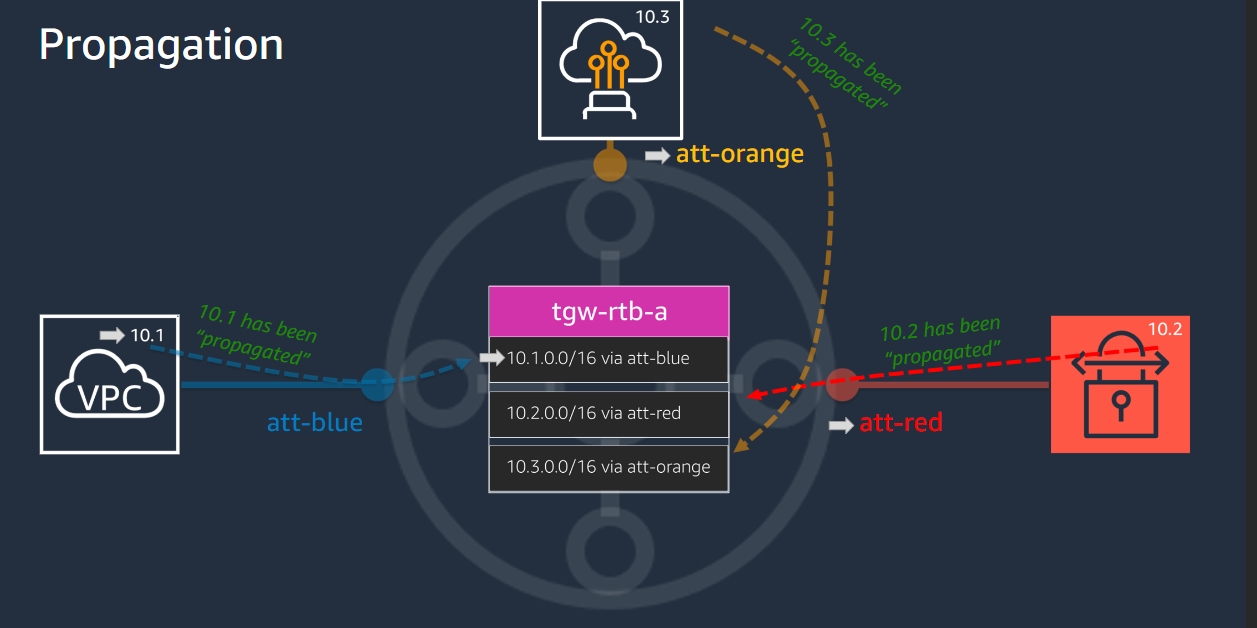 Propagation
10.3
10.3 has been
“propagated”
att-orange
10.1
VPC
10.1 has been
“propagated”
att-blue
tgw-rtb-a
10.1.0.0/16 via att-blue
10.2.0.0/16 via att-red
10.3.0.0/16 via att-orange
10.2 has been
“propagated”
att-red
10.2